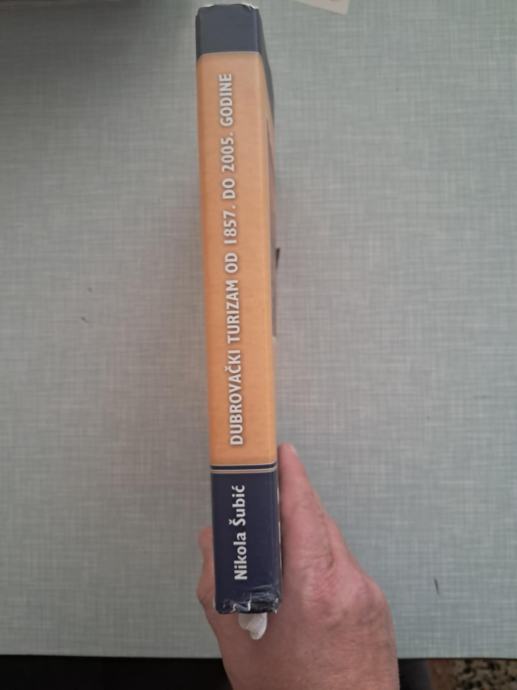 Nikola Šubić
DUBROVAČKI TURIZAM OD 1857. DO 2005. GODINE